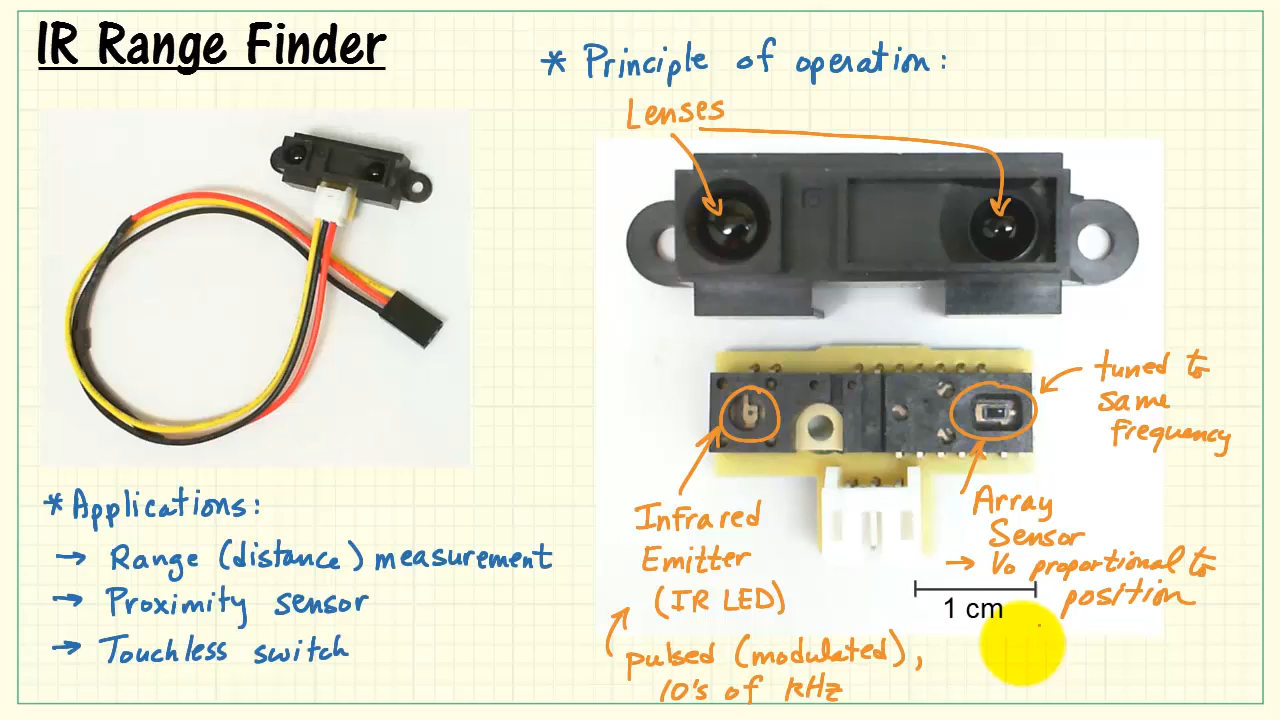 IR Range Finder
* Principle of operation:
Lenses
tuned to
same
frequency
Infrared
Emitter
(IR LED)
Array
Sensor
→ Vo proportional to
position
1 cm
pulsed (modulated),
10's of kHz
* Applications:
→ Range (distance) measurement
→ Proximity sensor
→ Touchless switch